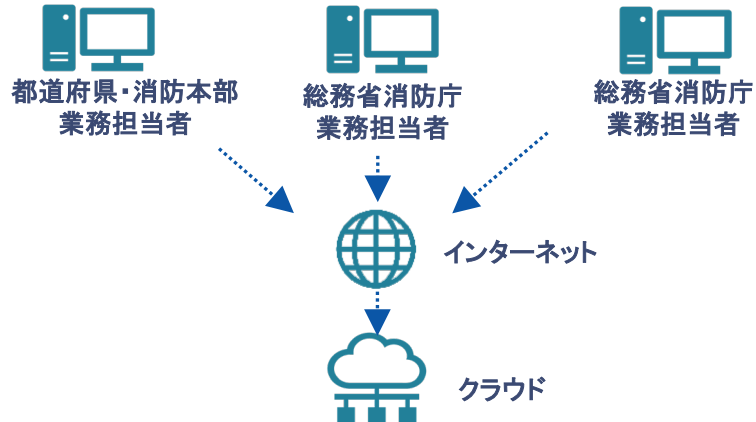 都道府県・消防本部
業務担当者
総務省消防庁
業務担当者
総務省消防庁
業務担当者
インターネット
クラウド